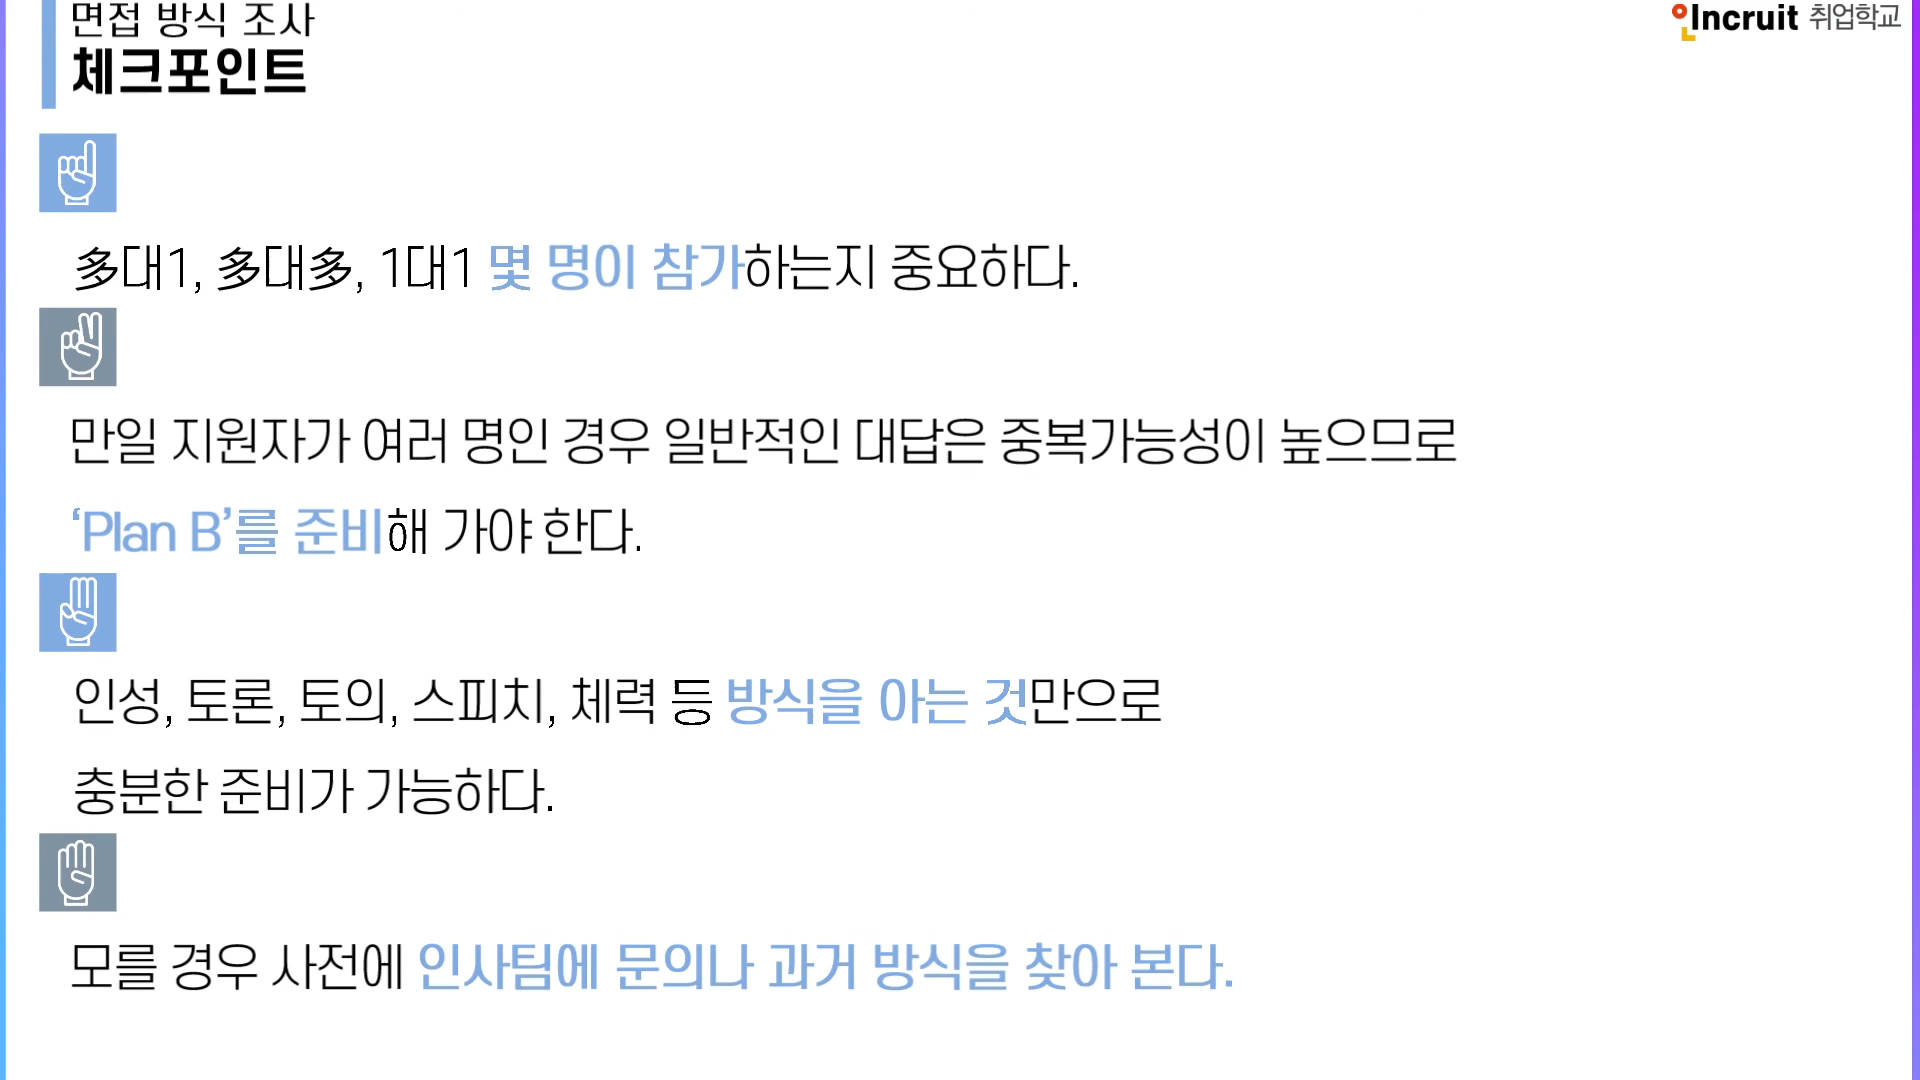 면접 방식 조사
체크포인트
Incruit 취업학교
多대1, 多대多, 1대1 몇 명이 참가하는지 중요하다.
만일 지원자가 여러 명인 경우 일반적인 대답은 중복가능성이 높으므로
‘Plan B’를 준비해 가야 한다.
인성, 토론, 토의, 스피치, 체력 등 방식을 아는 것만으로
충분한 준비가 가능하다.
모를 경우 사전에 인사팀에 문의나 과거 방식을 찾아 본다.